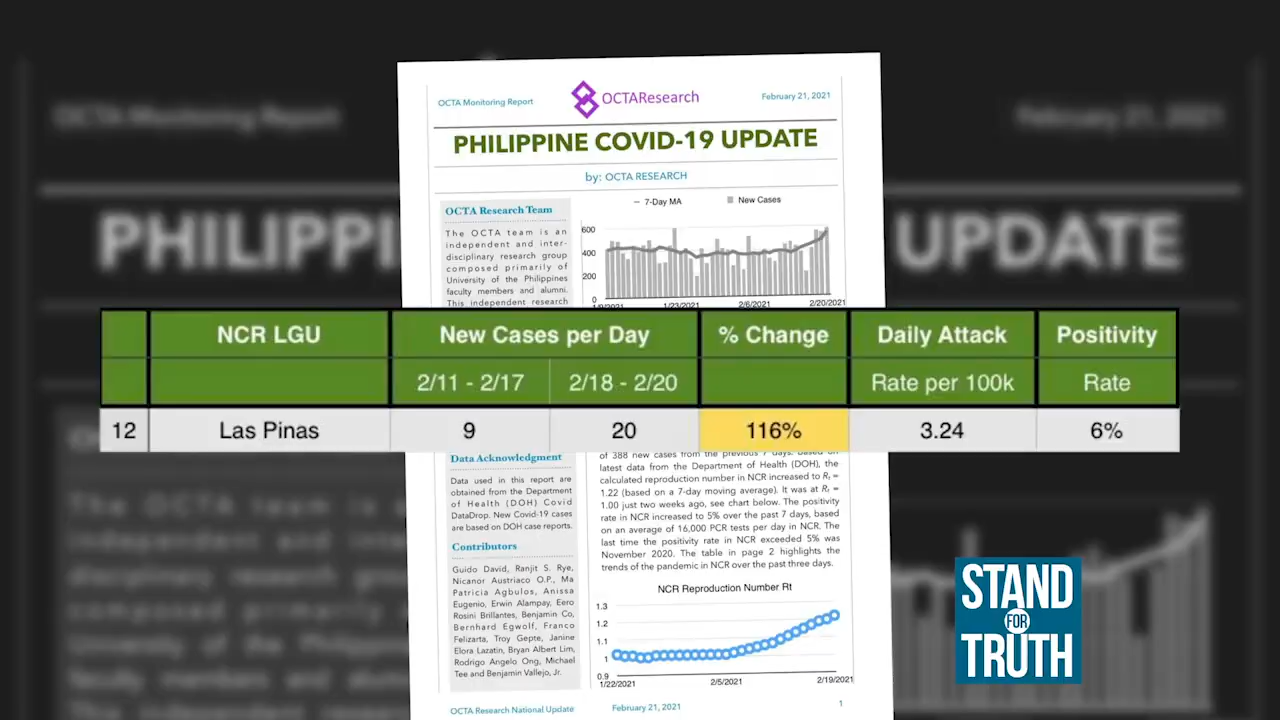 OCTA Monitoring Report
OCTAResearch
February 21, 2021
PHILIPPINE COVID-19 UPDATE
by: OCTA RESEARCH
OCTA Research Team
The OCTA team is an
independent and inter-
disciplinary research group
composed primarily of
University of the Philippines
faculty members and alumni.
This independent research
7-Day MA
New Cases
600
400
200
0
1/9/2021
1/23/2021
2/6/2021
2/20/2021
NCR LGU
New Cases per Day
% Change
Daily Attack
Positivity
2/11 - 2/17
2/18 - 2/20
Rate per 100k
Rate
12
Las Pinas
9
20
116%
3.24
6%
Data Acknowledgment
Data used in this report are
obtained from the Department
of Health (DOH) Covid
DataDrop. New Covid-19 cases
are based on DOH case reports.
Contributors
Guido David, Ranjit S. Rye,
Nicanor Austriaco O.P., Ma
Patricia Agbulos, Anissa
Eugenio, Erwin Alampay, Eero
Rosini Brillantes, Benjamin Co,
Bernhard Egwolf, Franco
Felizarta, Troy Gepte, Janine
Elora Lazatin, Bryan Albert Lim,
Rodrigo Angelo Ong, Michael
Tee and Benjamin Vallejo, Jr.
of 388 new cases from the previous 7 days. Based on
latest data from the Department of Health (DOH), the
calculated reproduction number in NCR increased to Rt =
1.22 (based on a 7-day moving average). It was at Rt =
1.00 just two weeks ago, see chart below. The positivity
rate in NCR increased to 5% over the past 7 days, based
on an average of 16,000 PCR tests per day in NCR. The
last time the positivity rate in NCR exceeded 5% was
November 2020. The table in page 2 highlights the
trends of the pandemic in NCR over the past three days.
NCR Reproduction Number Rt
1.3
1.2
1.1
1
0.9
1/22/2021
2/5/2021
2/19/2021
OCTA Research National Update
February 21, 2021
1
STAND
FOR
TRUTH